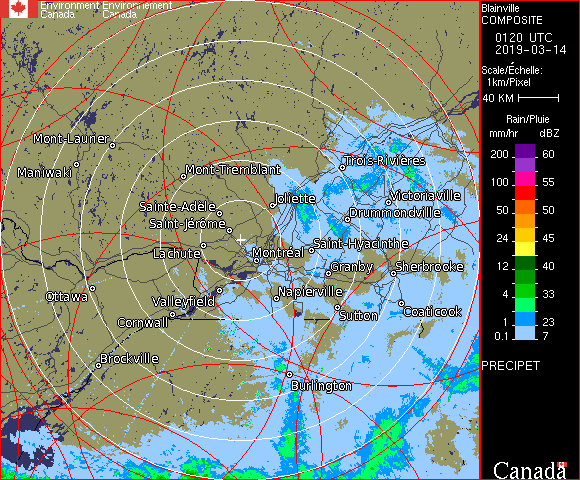 Environment Environnement
Canada Canada
Blainville
COMPOSITE
0120 UTC
2019-03-14
Scale/Échelle:
1km/Pixel
40 KM
Rain/Pluie
mm/hr dBZ
200 60
100 55
50 50
24 45
12 40
4 33
1 23
0.1 7
PRECIPET
Canada
Mont-Laurier
Maniwaki
Mont-Tremblant
Trois-Rivières
Sainte-Adèle
Joliette
Victoriaville
Saint-Jérôme
Drummondville
Lachute
Montréal
Saint-Hyacinthe
Granby
Sherbrooke
Ottawa
Valleyfield
Napierville
Cornwall
Sutton
Coaticook
Brockville
Burlington